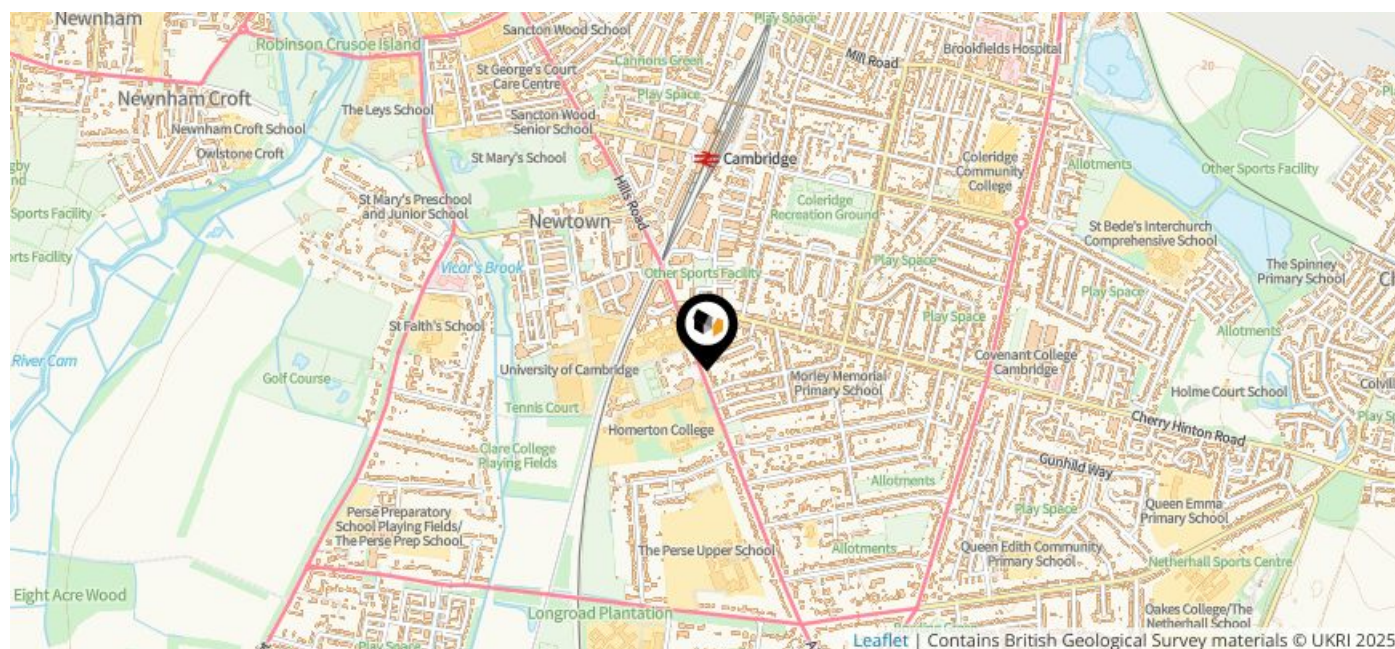 Newnham
Sancton Wood School
Play Space
Robinson Crusoe Island
Mill Road
Brookfields Hospital
St George's Court
Care Centre
Cannons Green
20
Newnham Croft
The Leys School
Play Space
Sancton Wood
Senior School
Newnham Croft School
Owlstone Croft
St Mary's School
Cambridge
Coleridge
Community
College
Allotments
Other Sports Facility
Sports Facility
St Mary's Preschool
and Junior School
Newtown
Hills Road
Coleridge
Recreation Ground
St Bede's Interchurch
Comprehensive School
Vicar's Brook
Other Sports Facility
Play Space
The Spinney
Primary School
Play Space
St Faith's School
Play Space
Allotments
River Cam
Golf Course
University of Cambridge
Morley Memorial
Primary School
Covenant College
Cambridge
Holme Court School
Tennis Court
Homerton College
Cherry Hinton Road
Clare College
Playing Fields
Gunhild Way
Allotments
Perse Preparatory
School Playing Fields/
The Perse Prep School
Play Space
Queen Emma
Primary School
The Perse Upper School
Allotments
Queen Edith Community
Primary School
Netherhall Sports Centre
Eight Acre Wood
Longroad Plantation
Oakes College/The
Netherhall School
Play Space
Leaflet | Contains British Geological Survey materials © UKRI 2025